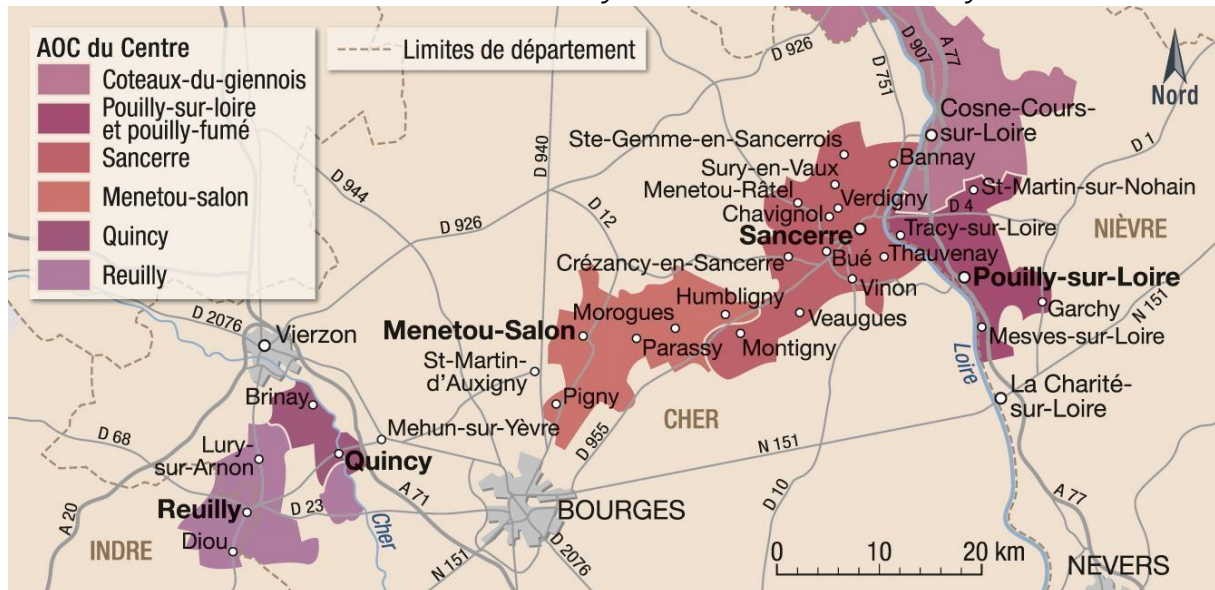 AOC du Centre
Coteaux-du-giennois
Pouilly-sur-loire
et pouilly-fumé
Sancerre
Menetou-salon
Quincy
Reuilly
Limites de département
D 926
D 907
A 77
D 751
Nord
Cosne-Cours-
sur-Loire
D 1
D 940
Ste-Gemme-en-Sancerrois
Bannay
Sury-en-Vaux
D 944
Menetou-Râtel
Verdigny
St-Martin-sur-Nohain
D 12
Chavignol
D 4
D 926
Sancerre
Tracy-sur-Loire
NIÈVRE
Crézancy-en-Sancerre
Bué
Thauvenay
Vinon
Pouilly-sur-Loire
Humbligny
Garchy
N 151
D 2076
Vierzon
Menetou-Salon
Morogues
Parassy
Montigny
Veaugues
Mesves-sur-Loire
Loire
St-Martin-
d'Auxigny
La Charité-
sur-Loire
Brinay
Pigny
CHER
D 68
Mehun-sur-Yèvre
D 955
N 151
Lury-
sur-Arnon
Quincy
A 71
D 10
A 77
A 20
Reuilly
D 23
Cher
BOURGES
INDRE
Diou
N 151
D 2076
0 10 20 km
NEVERS